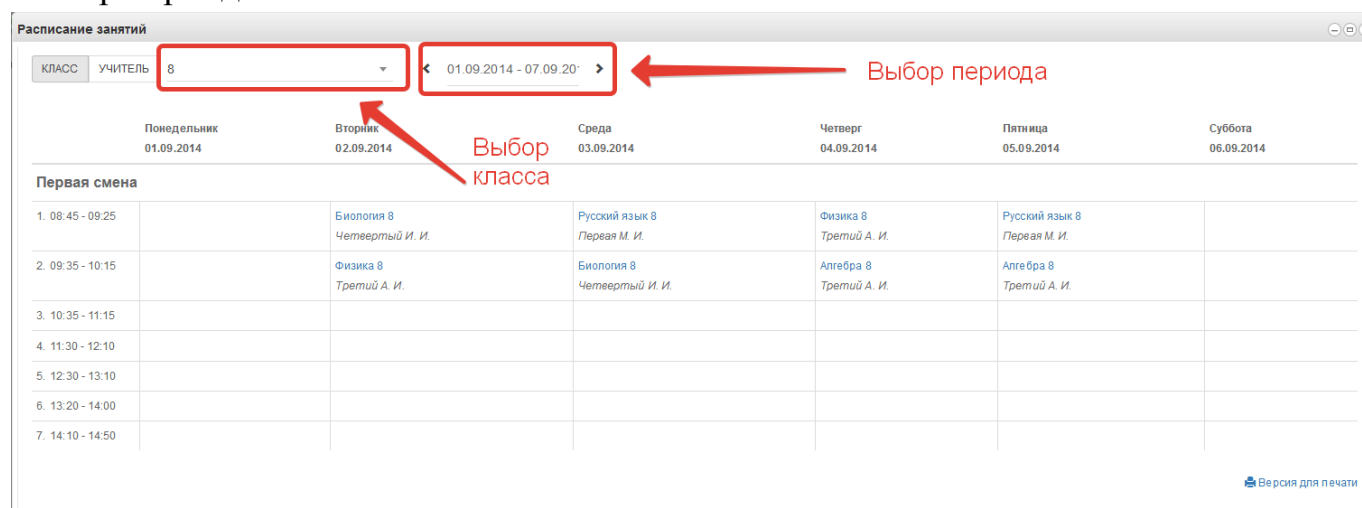 Расписание занятий
КЛАСС УЧИТЕЛЬ 8 01.09.2014 - 07.09.20 Выбор периода
Понедельник Вторник Среда Четверг Пятница Суббота
01.09.2014 02.09.2014 03.09.2014 04.09.2014 05.09.2014 06.09.2014
Выбор
класса
Первая смена
1. 08:45 - 09:25 Биология 8 Русский язык 8 Физика 8 Русский язык 8
Четвертый И. И. Первая М. И. Третий А. И. Первая М. И.
2. 09:35 - 10:15 Физика 8 Биология 8 Алгебра 8 Алгебра 8
Третий А. И. Четвертый И. И. Третий А. И. Третий А. И.
3. 10:35 - 11:15
4. 11:30 - 12:10
5. 12:30 - 13:10
6. 13:20 - 14:00
7. 14:10 - 14:50
Версия для печати